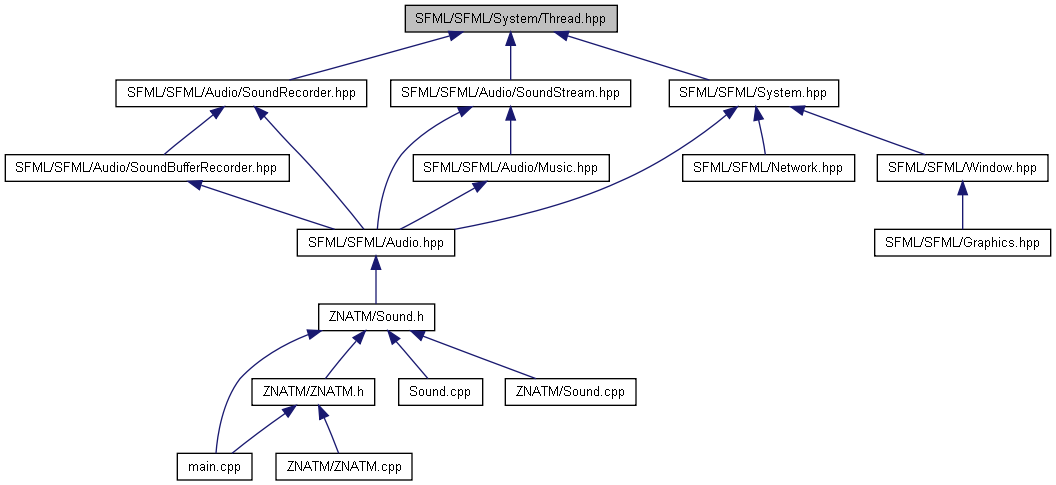 SFML/SFML/System/Thread.hpp
SFML/SFML/Audio/SoundRecorder.hpp
SFML/SFML/Audio/SoundStream.hpp
SFML/SFML/System.hpp
SFML/SFML/Audio/SoundBufferRecorder.hpp
SFML/SFML/Audio/Music.hpp
SFML/SFML/Network.hpp
SFML/SFML/Window.hpp
SFML/SFML/Audio.hpp
SFML/SFML/Graphics.hpp
ZNATM/Sound.h
ZNATM/ZNATM.h
Sound.cpp
ZNATM/Sound.cpp
main.cpp
ZNATM/ZNATM.cpp